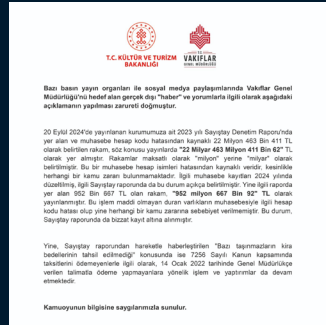 T.C. KÜLTÜR VE TURİZM
BAKANLIĞI
VAKIFLAR
GENEL MÜDÜRLÜĞÜ
Bazı basın yayın organları ile sosyal medya paylaşımlarında Vakıflar Genel
Müdürlüğü'nü hedef alan gerçek dışı "haber" ve yorumlarla ilgili olarak aşağıdaki
açıklamanın yapılması zarureti doğmuştur.
20 Eylül 2024'de yayınlanan kurumumuza ait 2023 yılı Sayıştay Denetim Raporu'nda
yer alan ve muhasebe hesap kodu hatasından kaynaklı 22 Milyon 463 Bin 411 TL
olarak belirtilen rakam, söz konusu yayınlarda "22 Milyar 463 Milyon 411 Bin 62" TL
olarak yer almıştır. Rakamlar maksatlı olarak "milyon" yerine "milyar" olarak
belirtilmiştir. Bu bir muhasebe hesap isimleri hatasından kaynaklı veridir, kesinlikle
herhangi bir kamu zararı bulunmamaktadır. İlgili muhasebe kayıtları 2024 yılında
düzeltilmiş, ilgili Sayıştay raporunda da bu durum açıkça belirtilmiştir. Yine ilgili raporda
yer alan 952 Bin 667 TL olan rakam, "952 milyon 667 Bin 92" TL olarak
yayınlanmıştır. Bu işlem maddi olmayan duran varlıkların muhasebesiyle ilgili hesap
kodu hatası olup yine herhangi bir kamu zararına sebebiyet verilmemiştir. Bu durum,
Sayıştay raporunda da bizzat kayıt altına alınmıştır.
Yine, Sayıştay raporundan hareketle haberleştirilen "Bazı taşınmazların kira
bedellerinin tahsil edilmediği" konusunda ise 7256 Sayılı Kanun kapsamında
taksitlerini ödemeyenlerle ilgili olarak, 14 Ocak 2022 tarihinde Genel Müdürlükçe
verilen talimatla ödeme yapmayanlara yönelik işlem ve yaptırımlar da devam
etmektedir.
Kamuoyunun bilgisine saygılarımızla sunulur.